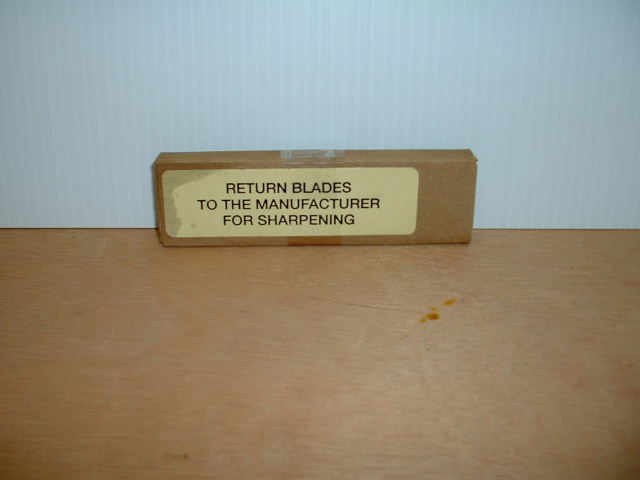 RETURN BLADES
TO THE MANUFACTURER
FOR SHARPENING